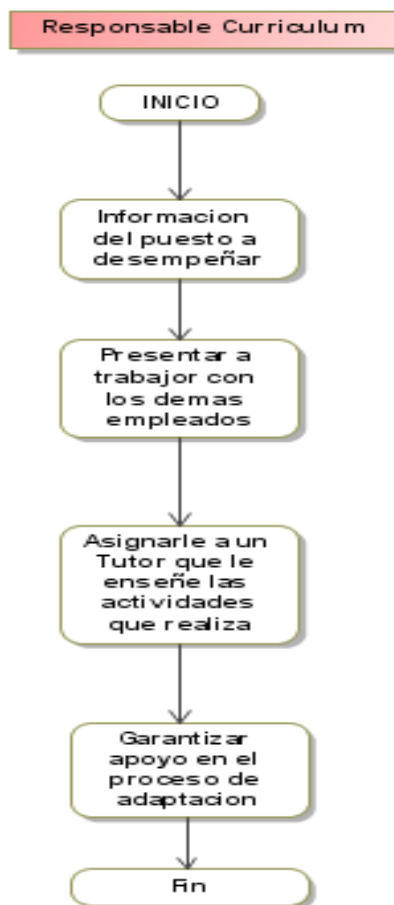 Responsable Curriculum
INICIO
Informacion
del puesto a
desempeñar
Presentar a
trabajor con
los demas
empleados
Asignarle a un
Tutor que le
enseñe las
actividades
que realiza
Garantizar
apoyo en el
proceso de
adaptacion
Fin